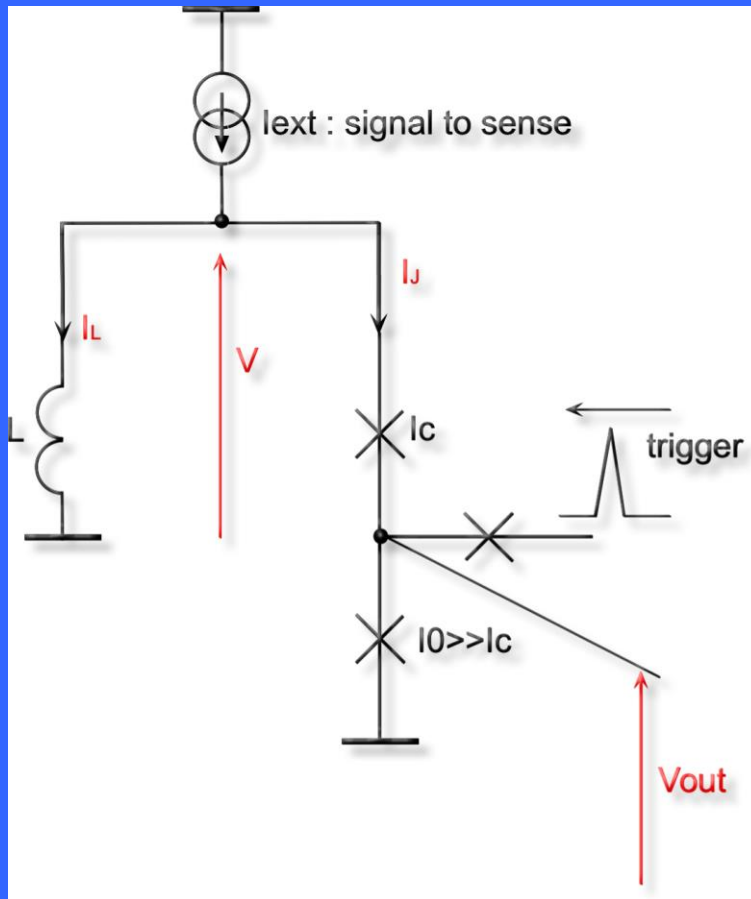 Iext : signal to sense
IJ
IL
V
L
Ic
trigger
I0>>Ic
Vout